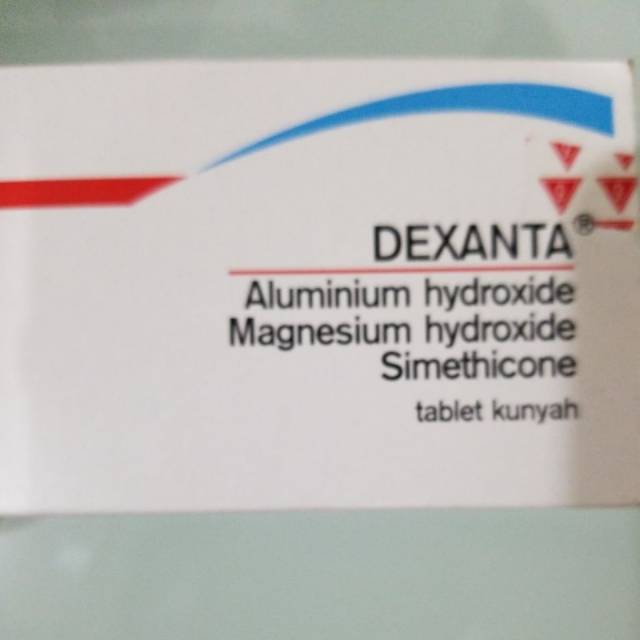 DEXANTA®
Aluminium hydroxide
Magnesium hydroxide
Simethicone
tablet kunyah